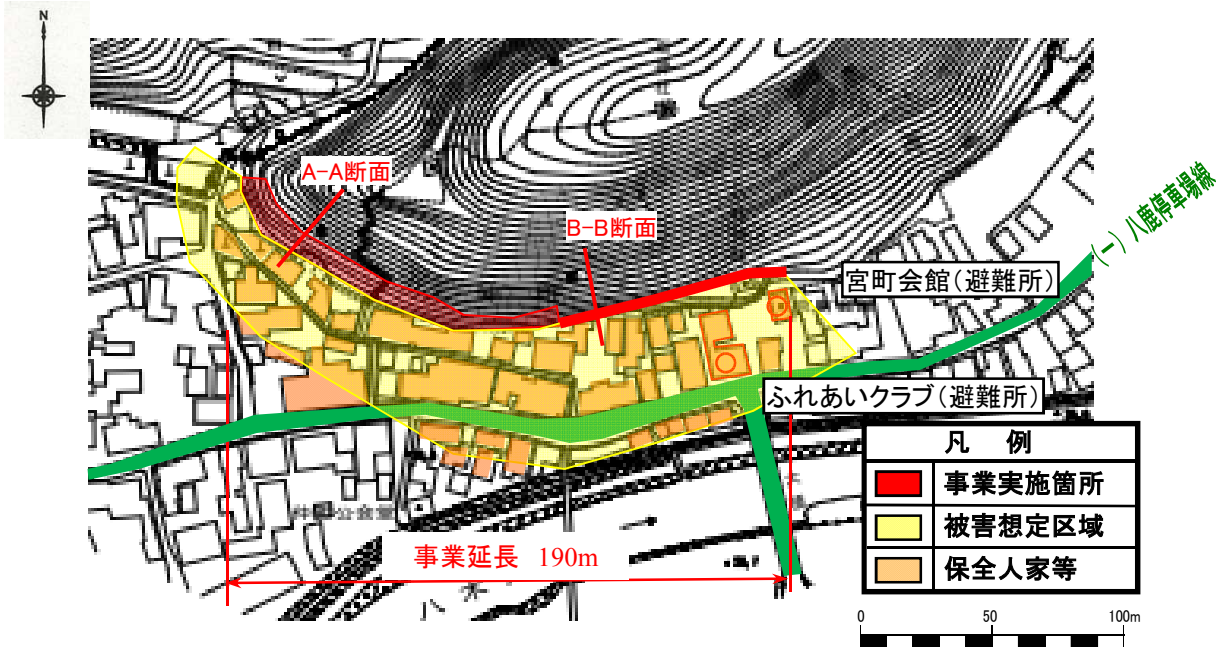 N
A-A断面
B-B断面
(一)八鹿停車場線
宮町会館(避難所)
ふれあいクラブ(避難所)
凡 例
事業実施箇所
被害想定区域
保全人家等
事業延長 190m
八 木
0 50 100m